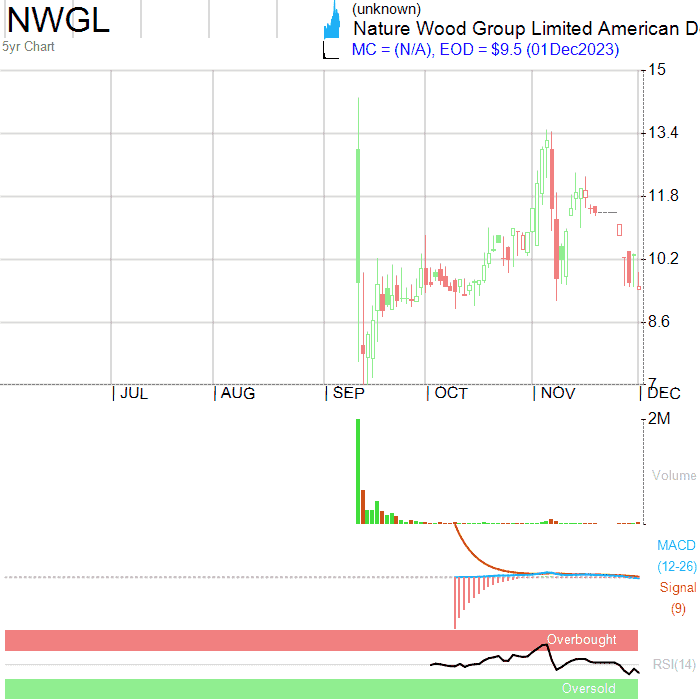 NWGL
(unknown)
Nature Wood Group Limited American D
5yr Chart
MC = (N/A), EOD = $9.5 (01Dec2023)
15
13.4
11.8
10.2
8.6
7
JUL
AUG
SEP
OCT
NOV
DEC
2M
Volume
MACD
(12-26)
Signal
(9)
Overbought
RSI(14)
Oversold